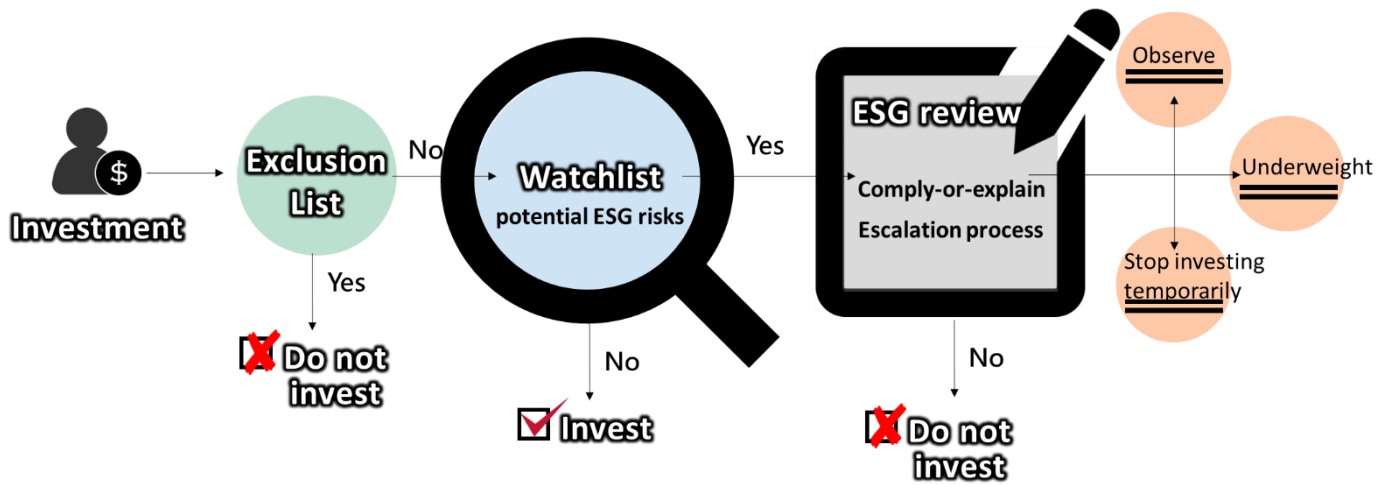 $
Investment
Exclusion
List
No
Yes
Do not
invest
Watchlist
potential ESG risks
Yes
No
Invest
ESG review
Comply-or-explain
Escalation process
No
Do not
invest
Observe
Underweight
Stop investing
temporarily